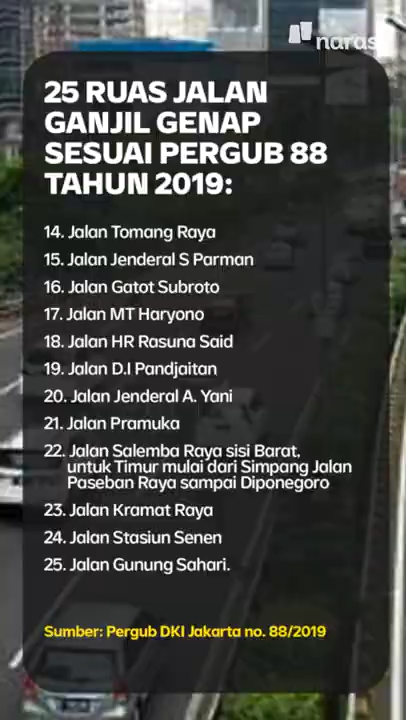 naras
25 RUAS JALAN
GANJIL GENAP
SESUAI PERGUB 88
TAHUN 2019:
14. Jalan Tomang Raya
15. Jalan Jenderal S Parman
16. Jalan Gatot Subroto
17. Jalan MT Haryono
18. Jalan HR Rasuna Said
19. Jalan D.I Pandjaitan
20. Jalan Jenderal A. Yani
21. Jalan Pramuka
22. Jalan Salemba Raya sisi Barat,
untuk Timur mulai dari Simpang Jalan
Paseban Raya sampai Diponegoro
23. Jalan Kramat Raya
24. Jalan Stasiun Senen
25. Jalan Gunung Sahari.
Sumber: Pergub DKI Jakarta no. 88/2019